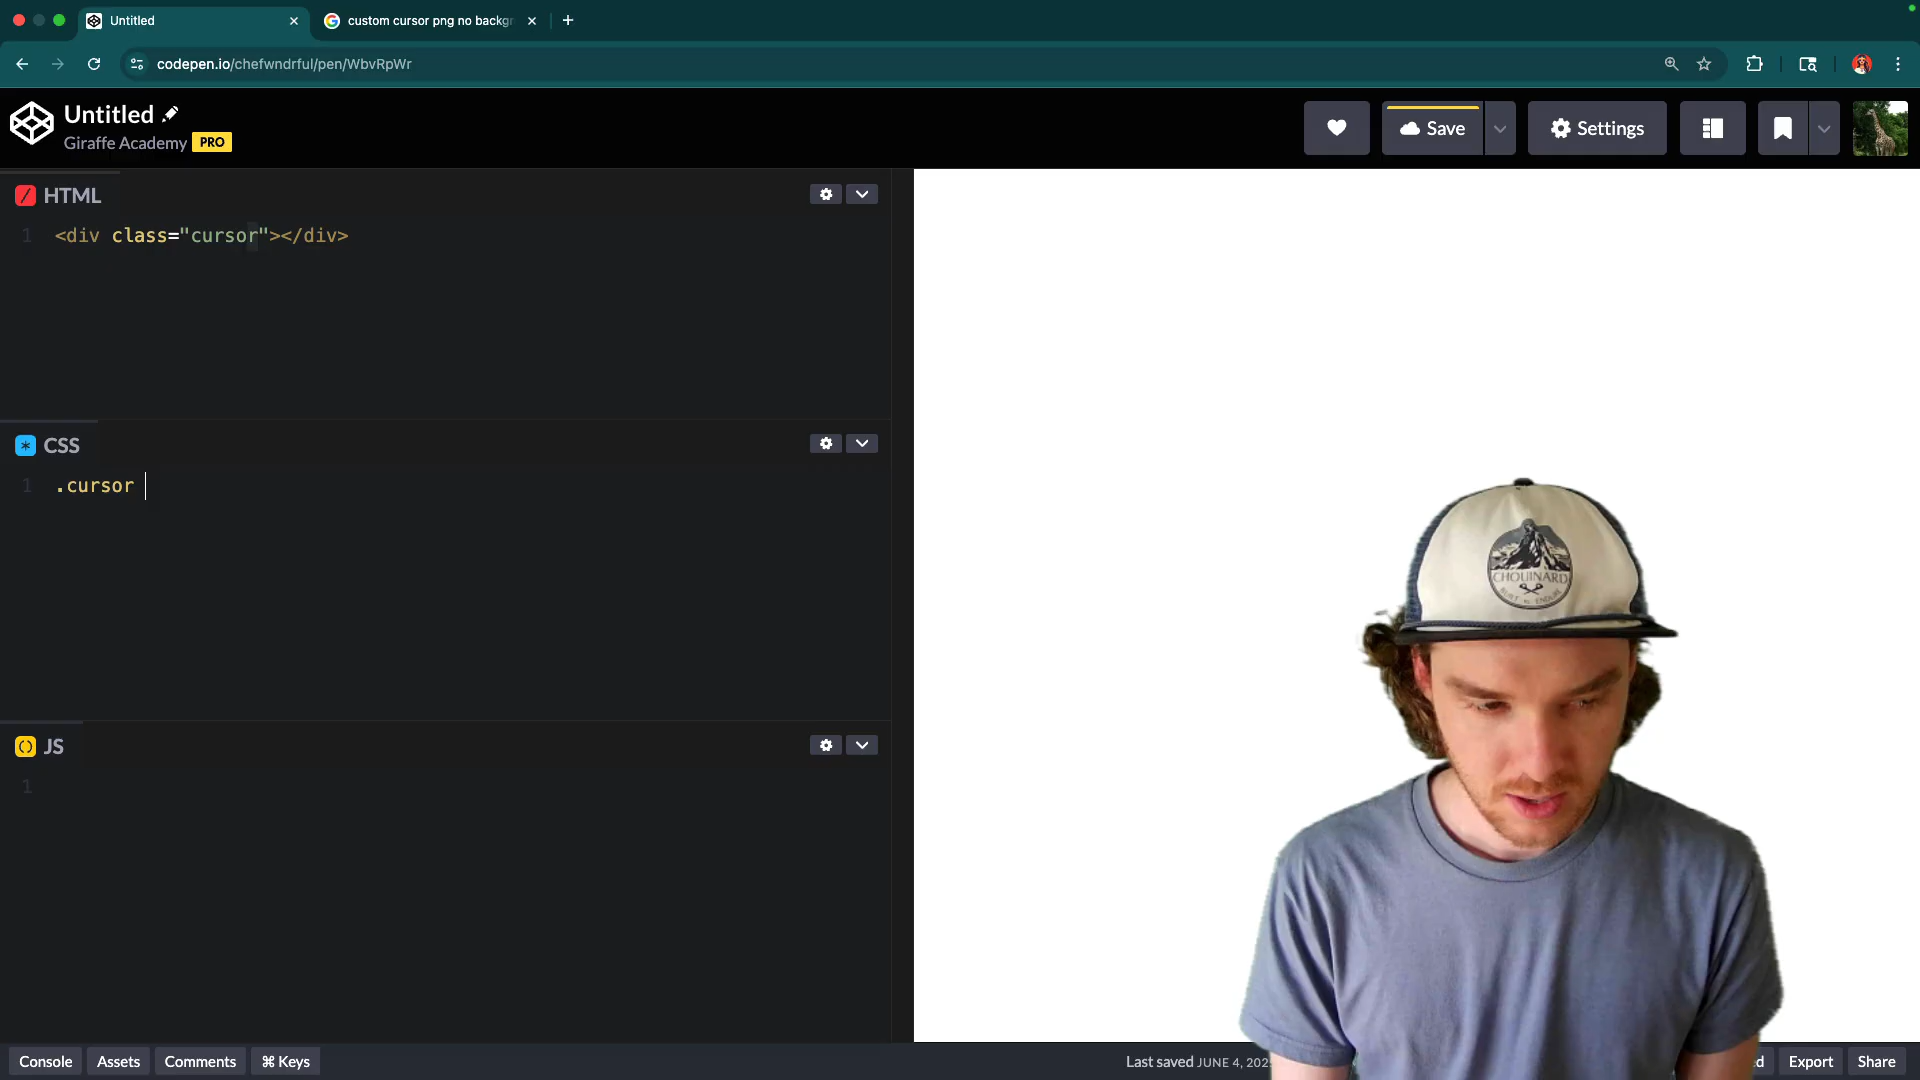 Untitled
custom cursor png no backgr
codepen.io/chefwndrful/pen/WbvRpWr
Untitled
Giraffe Academy PRO
Save
Settings
HTML
1 <div class="cursor"></div>
CSS
1 .cursor
JS
1
CHOUINARD
Console Assets Comments ⌘ Keys
Last saved JUNE 4, 202
Export Share